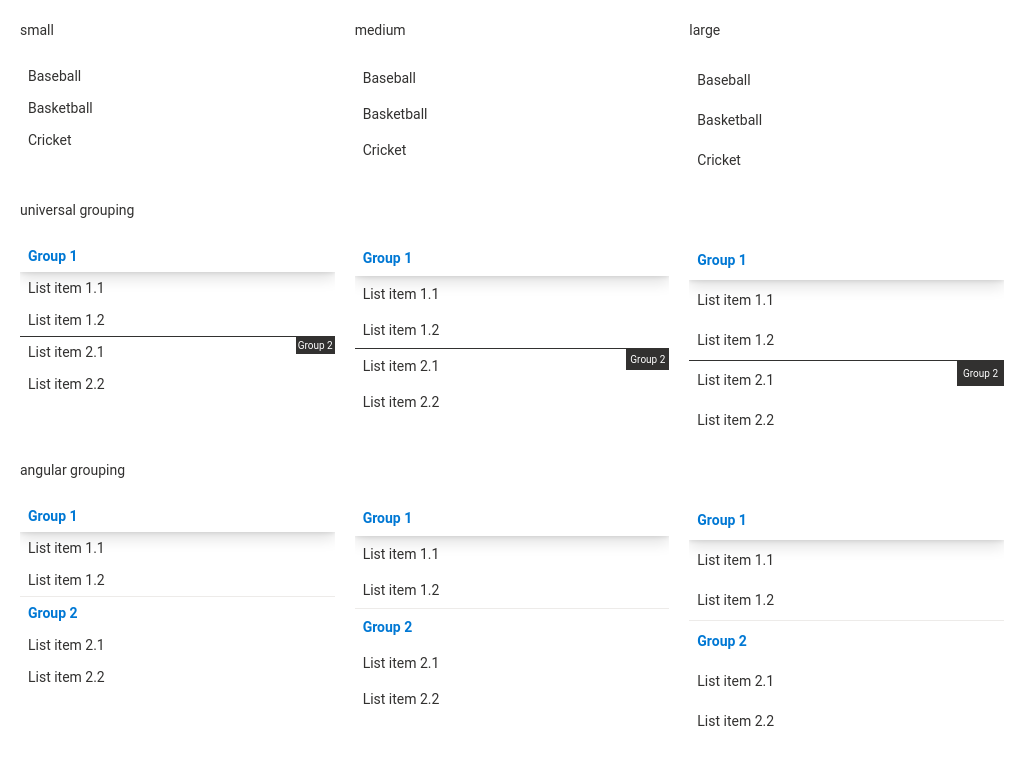 small
Baseball
Basketball
Cricket
medium
Baseball
Basketball
Cricket
large
Baseball
Basketball
Cricket
universal grouping
Group 1
List item 1.1
List item 1.2
Group 2
List item 2.1
List item 2.2
Group 1
List item 1.1
List item 1.2
Group 2
List item 2.1
List item 2.2
Group 1
List item 1.1
List item 1.2
Group 2
List item 2.1
List item 2.2
angular grouping
Group 1
List item 1.1
List item 1.2
Group 2
List item 2.1
List item 2.2
Group 1
List item 1.1
List item 1.2
Group 2
List item 2.1
List item 2.2
Group 1
List item 1.1
List item 1.2
Group 2
List item 2.1
List item 2.2